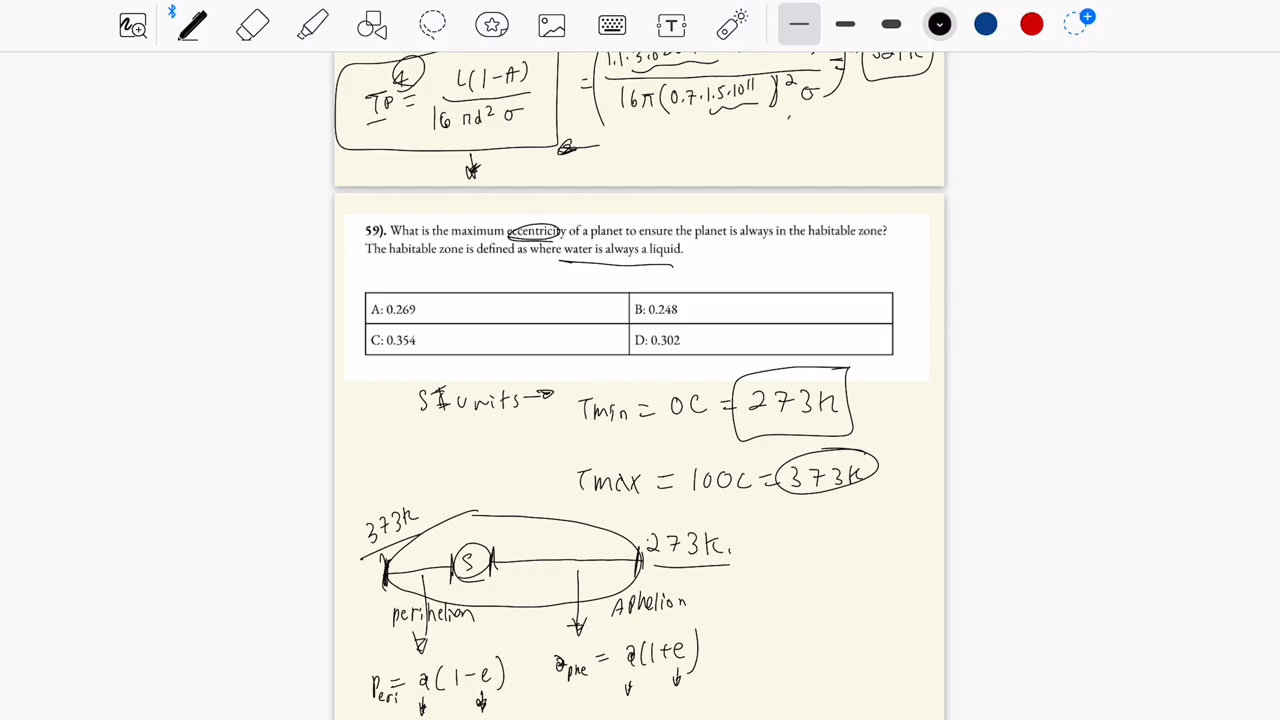 Tp⁴ = L(1-A) / 16 πd² σ
= ( / 16π(0.7·1.5·10¹¹)² σ ) =
59). What is the maximum eccentricity of a planet to ensure the planet is always in the habitable zone?
The habitable zone is defined as where water is always a liquid.
A: 0.269 B: 0.248
C: 0.354 D: 0.302
SI units → Tmin = 0C = 273K
Tmax = 100C = 373K
373K
S
273K.
perihelion
Aphelion
Peri = a(1-e)
aphe = a(1+e)